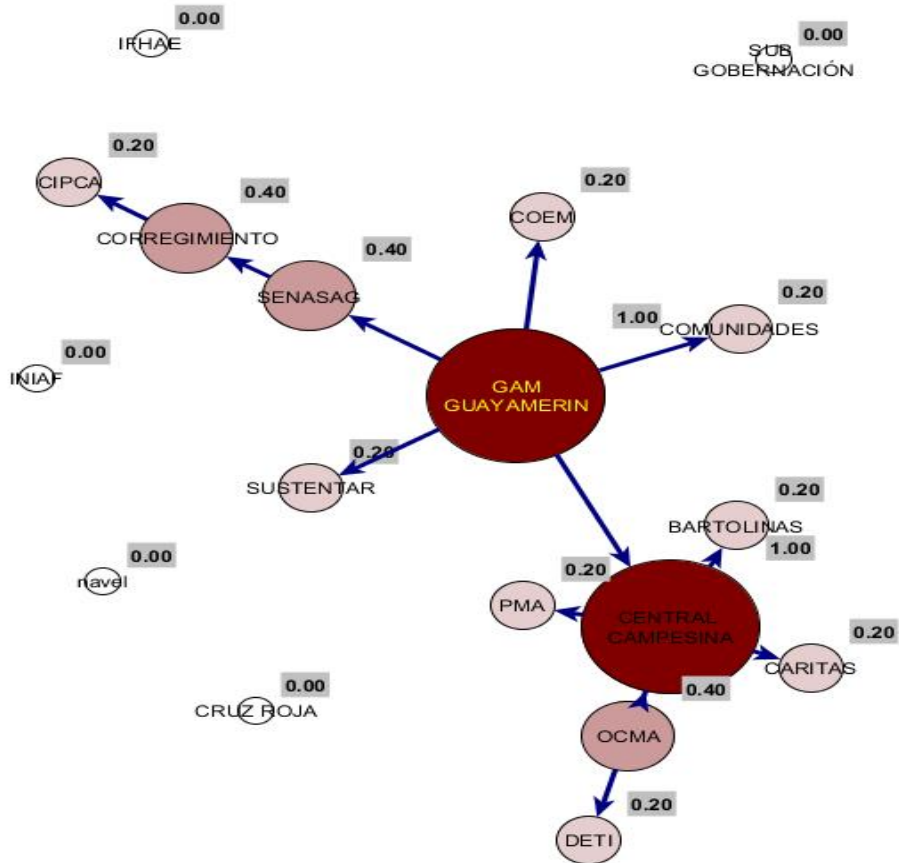 0.00
IFHAE
0.00
SUB
GOBERNACIÓN
0.20
CIPCA
0.40
CORREGIMIENTO
0.20
COEM
0.40
SENASAG
0.20
1.00
COMUNIDADES
0.00
INIAF
GAM
GUAYAMERIN
0.20
SUSTENTAR
0.20
BARTOLINAS
1.00
0.00
navel
0.20
PMA
CENTRAL
CAMPESINA
0.20
CARITAS
0.00
CRUZ ROJA
0.40
OCMA
0.20
DETI